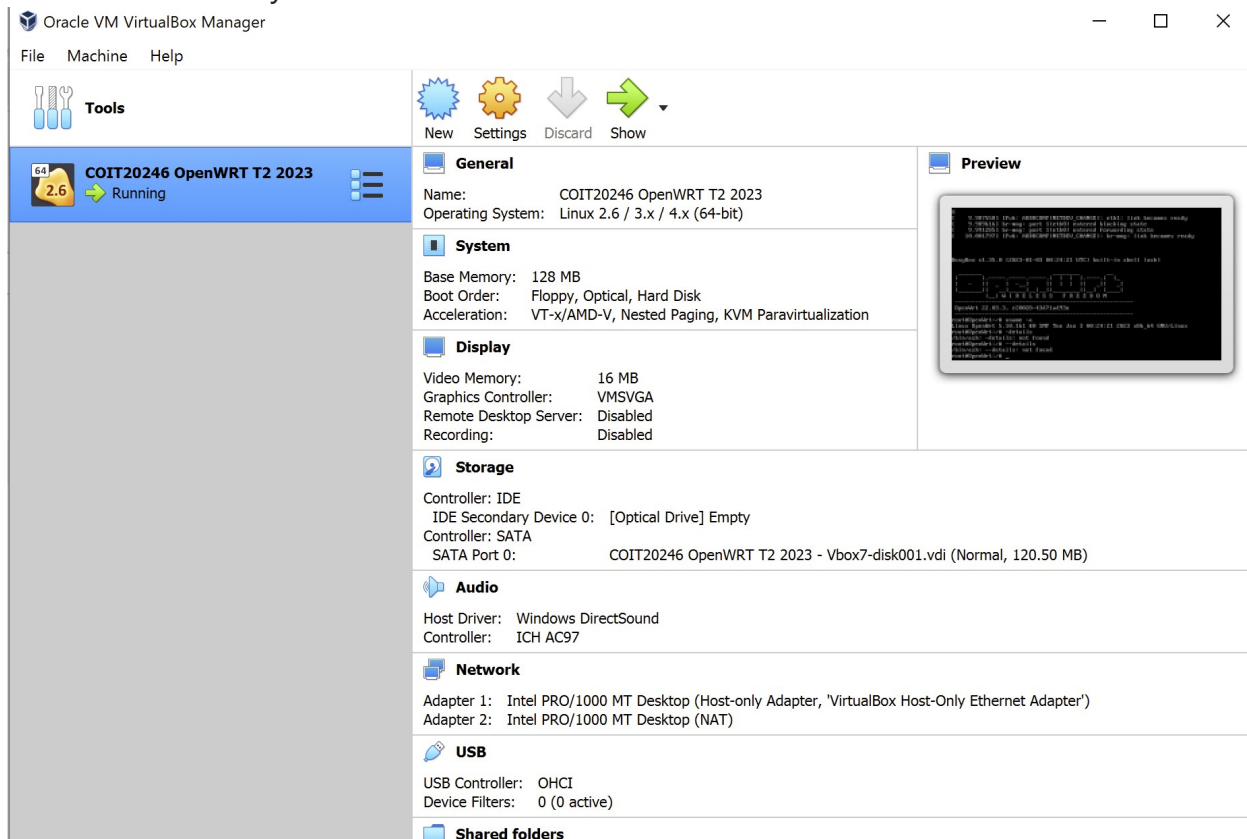 Oracle VM VirtualBox Manager
File Machine Help
Tools
New Settings Discard Show
64
2.6
COIT20246 OpenWRT T2 2023
Running
General
Name: COIT20246 OpenWRT T2 2023
Operating System: Linux 2.6 / 3.x / 4.x (64-bit)
System
Base Memory: 128 MB
Boot Order: Floppy, Optical, Hard Disk
Acceleration: VT-x/AMD-V, Nested Paging, KVM Paravirtualization
Display
Video Memory: 16 MB
Graphics Controller: VMSVGA
Remote Desktop Server: Disabled
Recording: Disabled
Preview
W I R E L E S S F R E E D O M
Storage
Controller: IDE
IDE Secondary Device 0: [Optical Drive] Empty
Controller: SATA
SATA Port 0: COIT20246 OpenWRT T2 2023 - Vbox7-disk001.vdi (Normal, 120.50 MB)
Audio
Host Driver: Windows DirectSound
Controller: ICH AC97
Network
Adapter 1: Intel PRO/1000 MT Desktop (Host-only Adapter, 'VirtualBox Host-Only Ethernet Adapter')
Adapter 2: Intel PRO/1000 MT Desktop (NAT)
USB
USB Controller: OHCI
Device Filters: 0 (0 active)
Shared folders